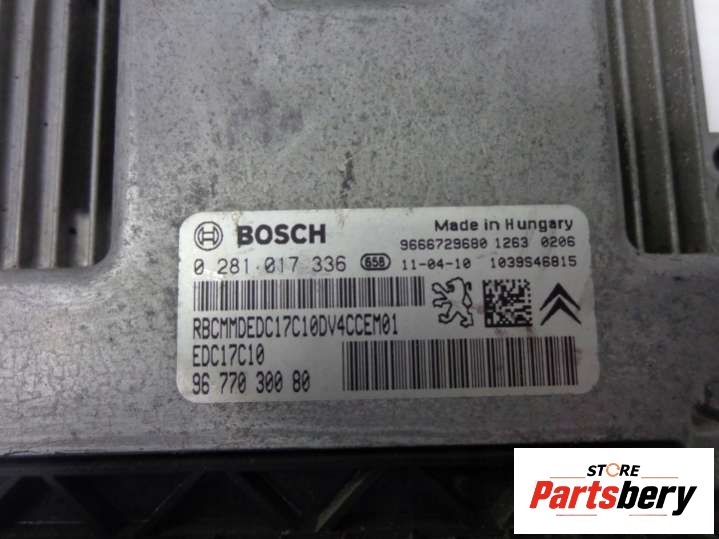 BOSCH
Made in Hungary
9666729680 1263 0206
0 281 017 336 658 11-04-10 1039S46815
RBCMMDEDC17C10DV4CCEM01
EDC17C10
96 770 300 80
STORE
Partsbery